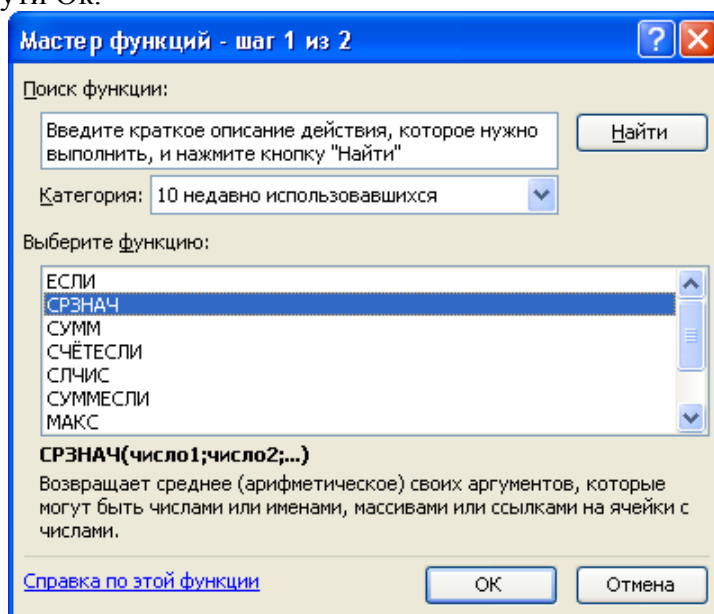 Ок.
Мастер функций - шаг 1 из 2
Поиск функции:
Введите краткое описание действия, которое нужно
выполнить, и нажмите кнопку "Найти"
Найти
Категория: 10 недавно использовавшихся
Выберите функцию:
ЕСЛИ
СРЗНАЧ
СУММ
СЧЁТЕСЛИ
СЛЧИС
СУММЕСЛИ
МАКС
СРЗНАЧ(число1;число2;...)
Возвращает среднее (арифметическое) своих аргументов, которые
могут быть числами или именами, массивами или ссылками на ячейки с
числами.
Справка по этой функции
ОК
Отмена